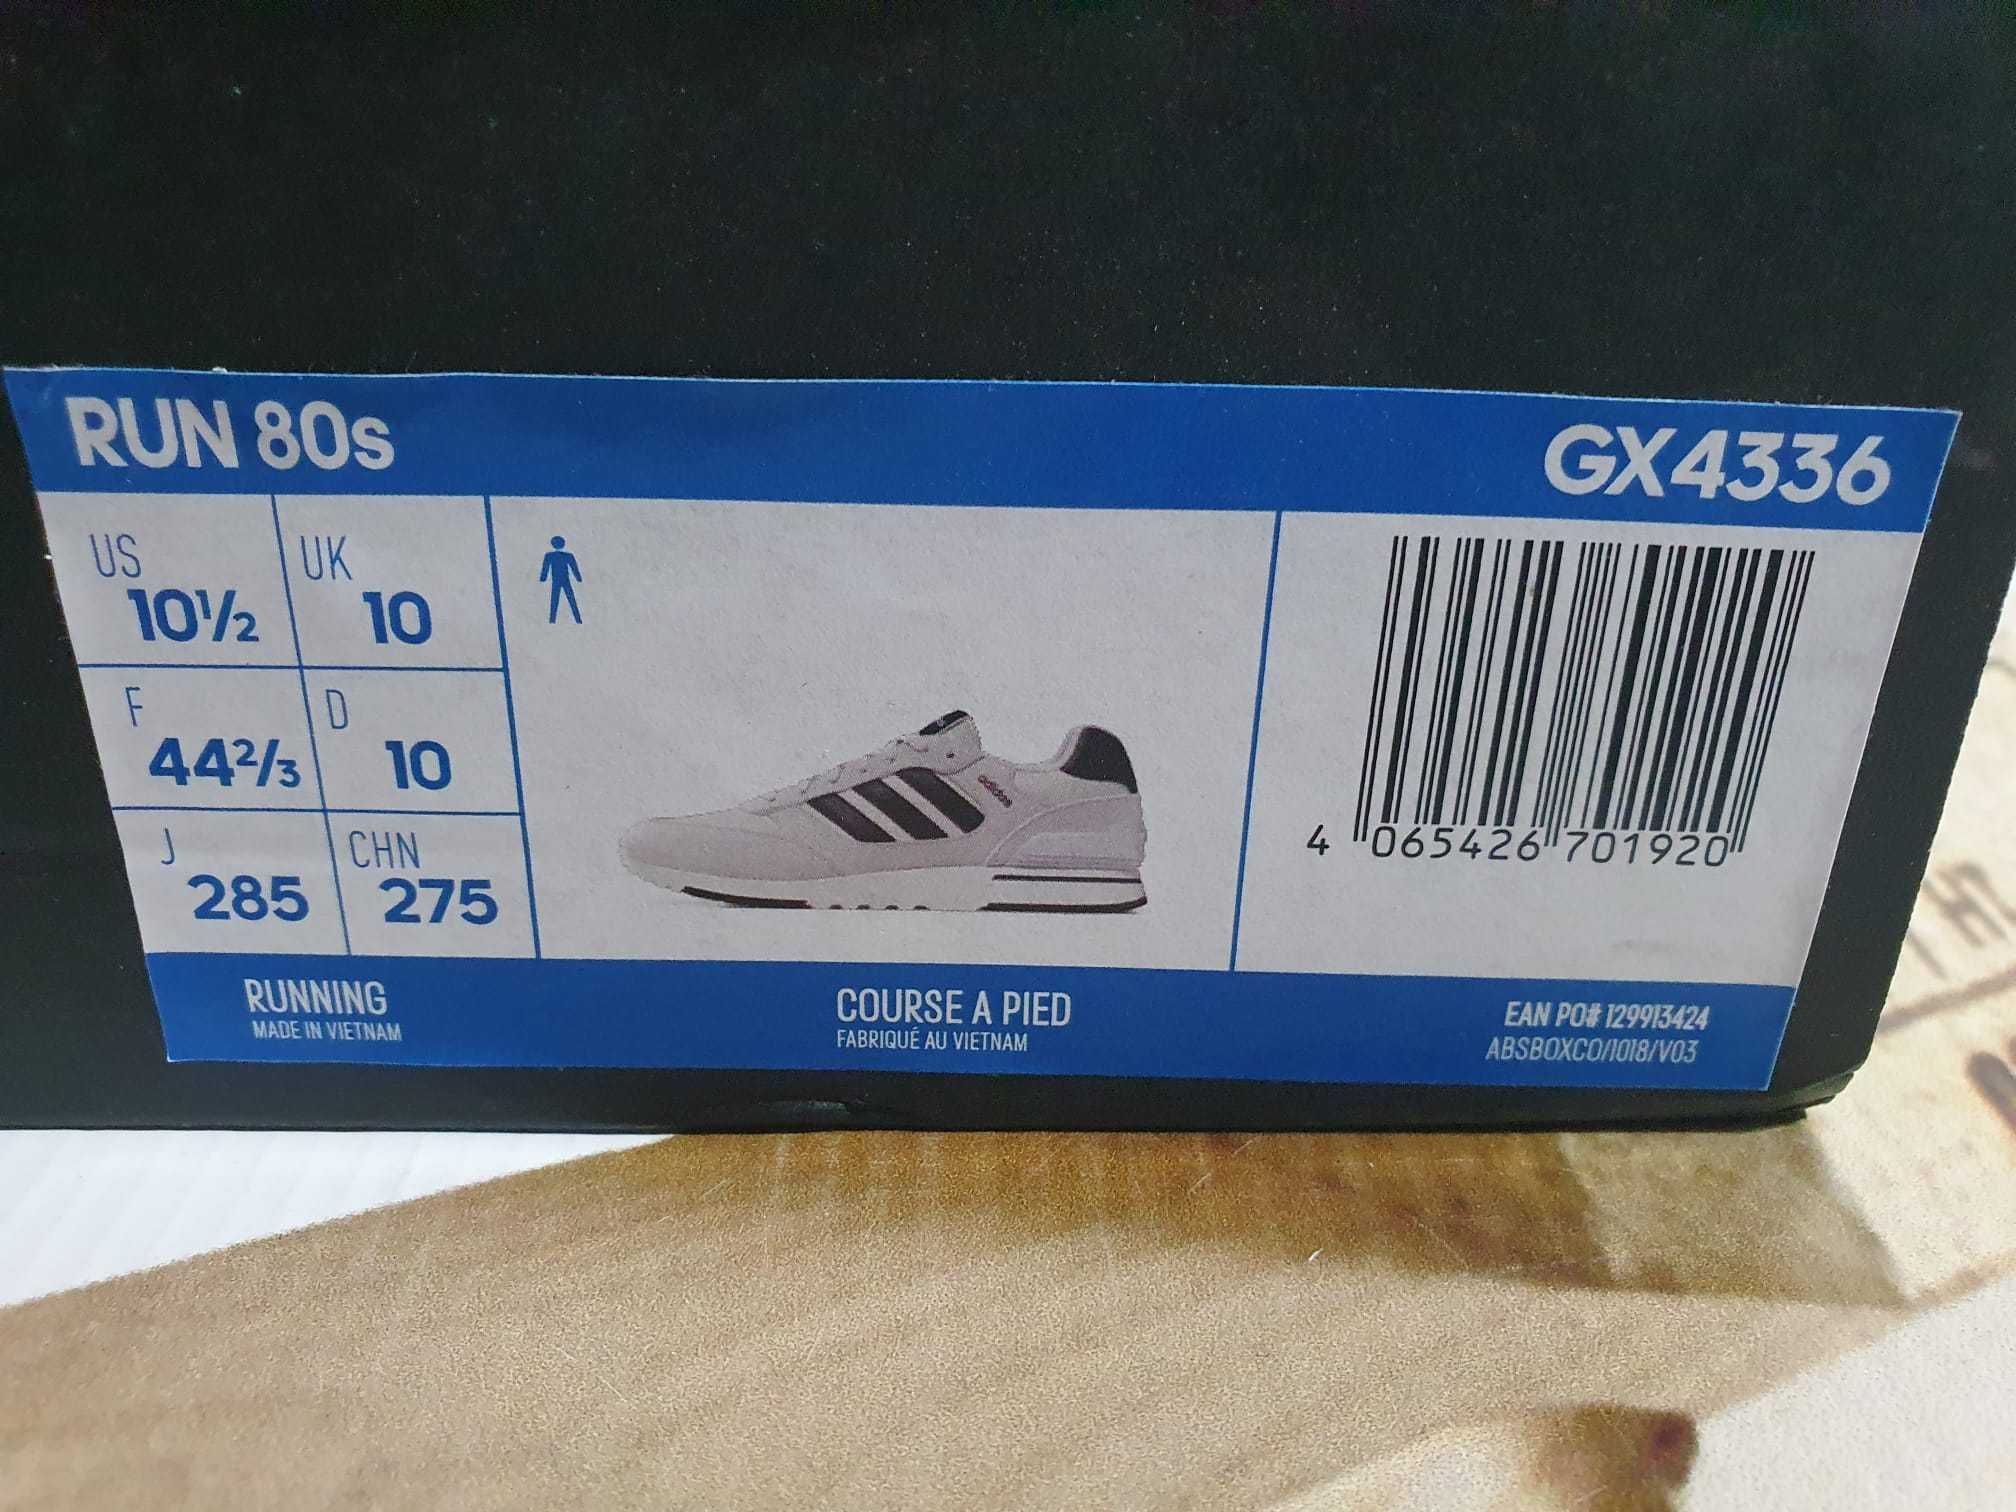 RUN 80s
GX4336
US
10½
UK
10
F
44⅔
D
10
J
285
CHN
275
adidas
4 065426 701920
RUNNING
MADE IN VIETNAM
COURSE A PIED
FABRIQUÉ AU VIETNAM
EAN PO# 129913424
ABSBOXCO/1018/V03